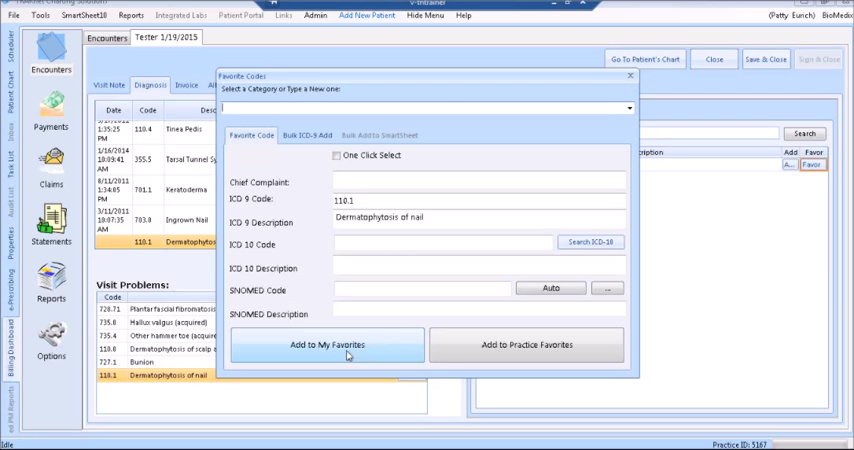 v-tntrainer
File Tools SmartSheet10 Reports Integrated Labs Patient Portal Links Admin Add New Patient Hide Menu Help (Patty Eurich) BioMedix
Scheduler
Patient Chart
Inbox
Task List
Audit List
Properties
e-Prescribing
Billing Dashboard
ed PM Reports
Encounters
Payments
Claims
Statements
Reports
Options
Encounters Tester 1/19/2015
Go To Patient's Chart Close Save & Close Sign & Close
Visit Note Diagnosis Invoice
Date Code Desc
1:35:25 PM 110.4 Tinea Pedis
1/16/2014 10:09:41 AM 355.5 Tarsal Tunnel Sy
8/11/2011 1:34:05 PM 701.1 Keratoderma
3/11/2011 10:07:35 AM 703.0 Ingrown Nail
110.1 Dermatophytos
Visit Problems:
Code
728.71 Plantar fascial fibromatosis
735.0 Hallux valgus (acquired)
735.4 Other hammer toe (acquir
110.0 Dermatophytosis of scalp a
727.1 Bunion
110.1 Dermatophytosis of nail
Favorite Codes
Select a Category or Type a New one:
Favorite Code Bulk ICD-9 Add Bulk Add to SmartSheet
One Click Select
Chief Complaint:
ICD 9 Code: 110.1
ICD 9 Description Dermatophytosis of nail
ICD 10 Code Search ICD-10
ICD 10 Description
SNOMED Code Auto ...
SNOMED Description
Add to My Favorites Add to Practice Favorites
Search
ription Add Favor
A... Favor
Idle Practice ID: 5167